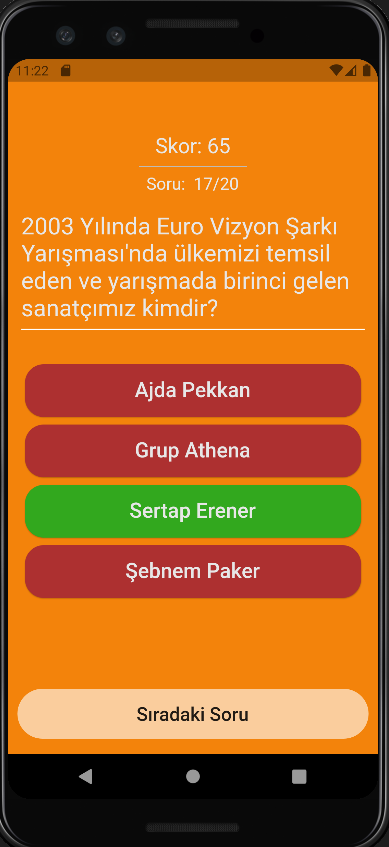 11:22
Skor: 65
Soru: 17/20
2003 Yılında Euro Vizyon Şarkı
Yarışması'nda ülkemizi temsil
eden ve yarışmada birinci gelen
sanatçımız kimdir?
Ajda Pekkan
Grup Athena
Sertap Erener
Şebnem Paker
Sıradaki Soru